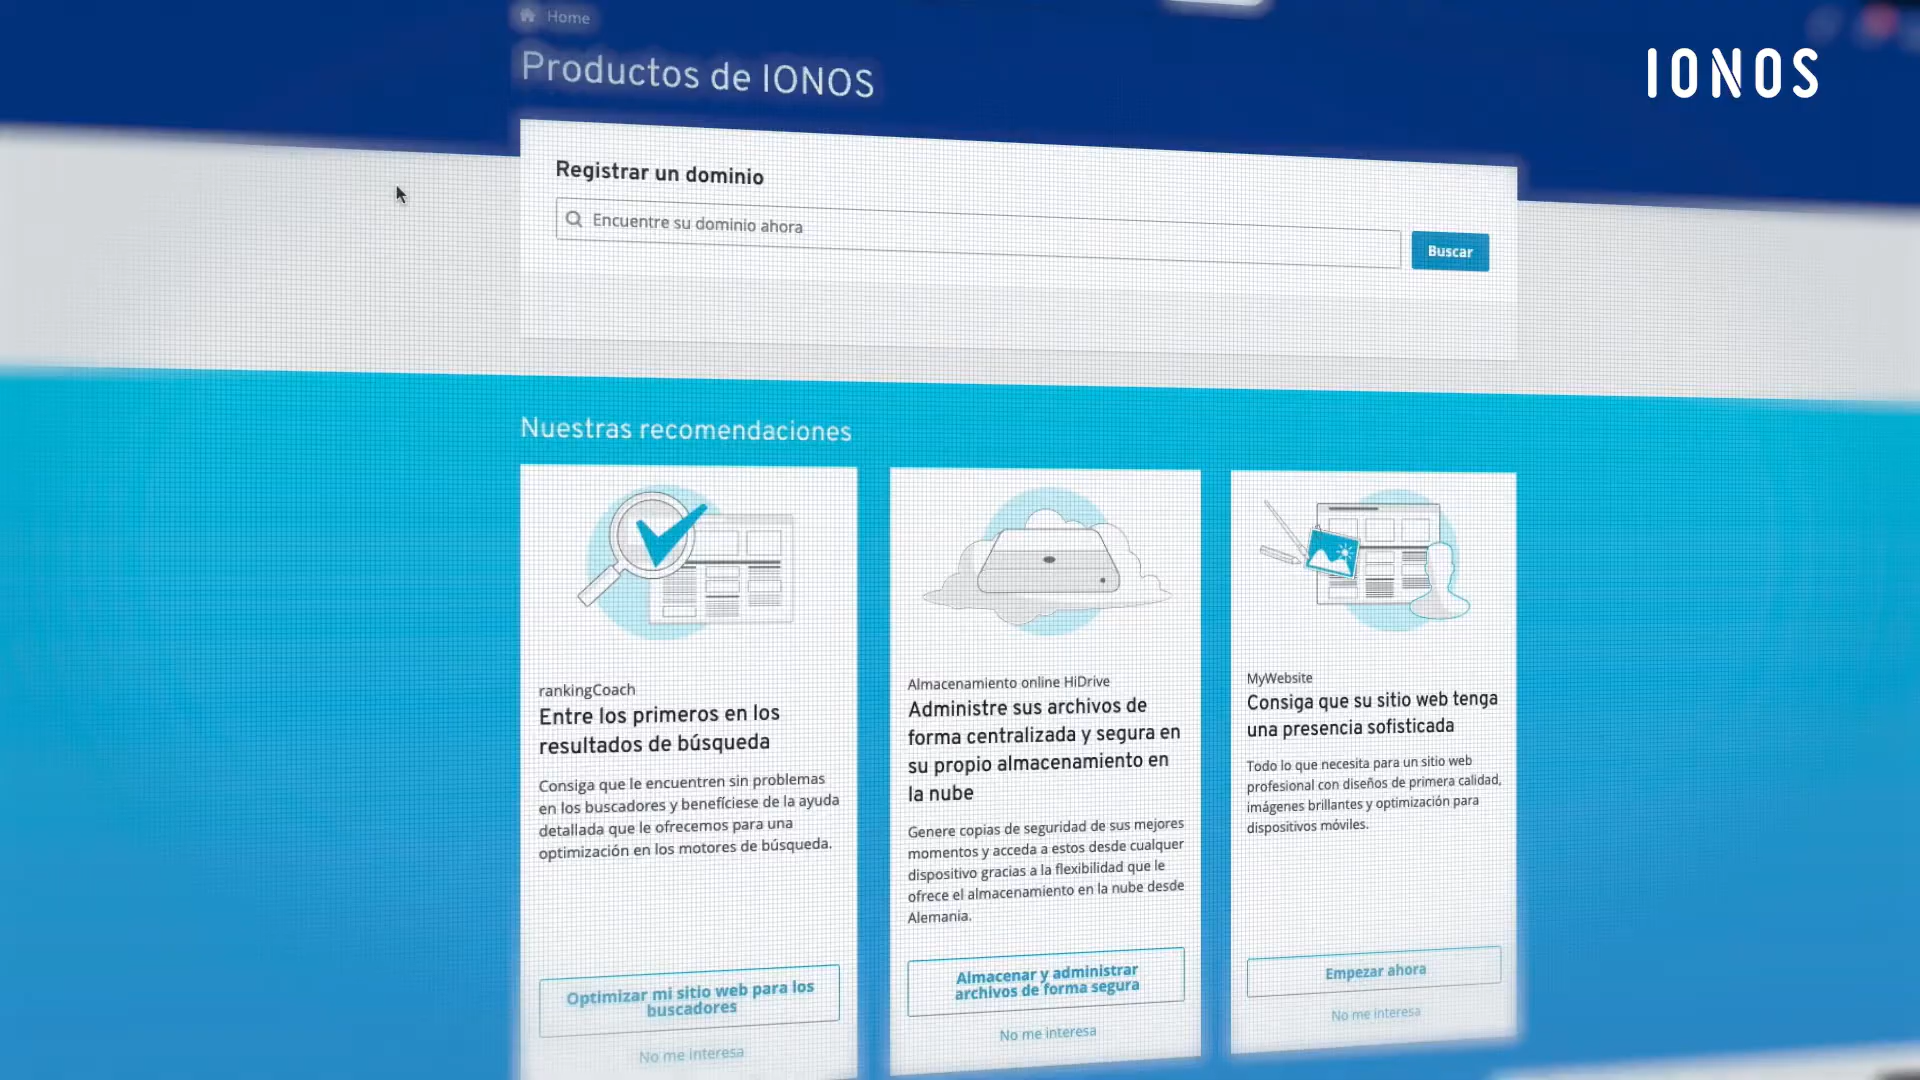 Home
Productos de IONOS
IONOS
Registrar un dominio
Encuentre su dominio ahora
Buscar
Nuestras recomendaciones
rankingCoach
Entre los primeros en los
resultados de búsqueda
Consiga que le encuentren sin problemas
en los buscadores y benefíciese de la ayuda
detallada que le ofrecemos para una
optimización en los motores de búsqueda.
Optimizar mi sitio web para los
buscadores
No me interesa
Almacenamiento online HiDrive
Administre sus archivos de
forma centralizada y segura en
su propio almacenamiento en
la nube
Genere copias de seguridad de sus mejores
momentos y acceda a estos desde cualquier
dispositivo gracias a la flexibilidad que le
ofrece el almacenamiento en la nube desde
Alemania.
Almacenar y administrar
archivos de forma segura
No me interesa
MyWebsite
Consiga que su sitio web tenga
una presencia sofisticada
Todo lo que necesita para un sitio web
profesional con diseños de primera calidad,
imágenes brillantes y optimización para
dispositivos móviles.
Empezar ahora
No me interesa